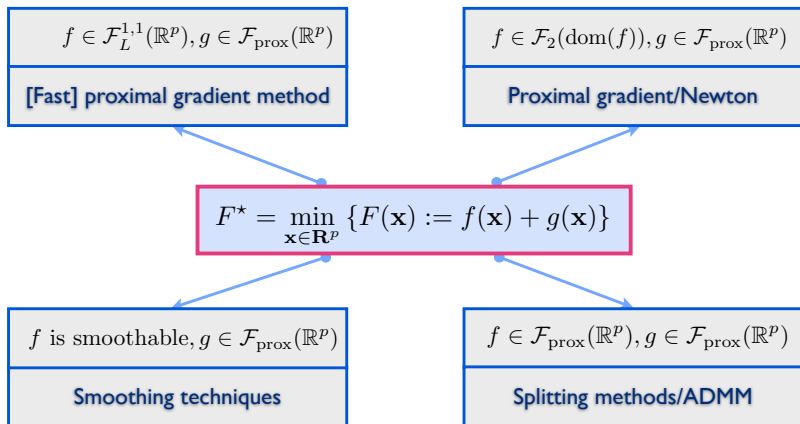 f ∈ 𝓕_L^{1,1}(ℝ^p), g ∈ 𝓕_prox(ℝ^p)
[Fast] proximal gradient method
f ∈ 𝓕_2(dom(f)), g ∈ 𝓕_prox(ℝ^p)
Proximal gradient/Newton
F^⋆ = min_{𝐱∈𝐑^p} {F(𝐱) := f(𝐱) + g(𝐱)}
f is smoothable, g ∈ 𝓕_prox(ℝ^p)
Smoothing techniques
f ∈ 𝓕_prox(ℝ^p), g ∈ 𝓕_prox(ℝ^p)
Splitting methods/ADMM